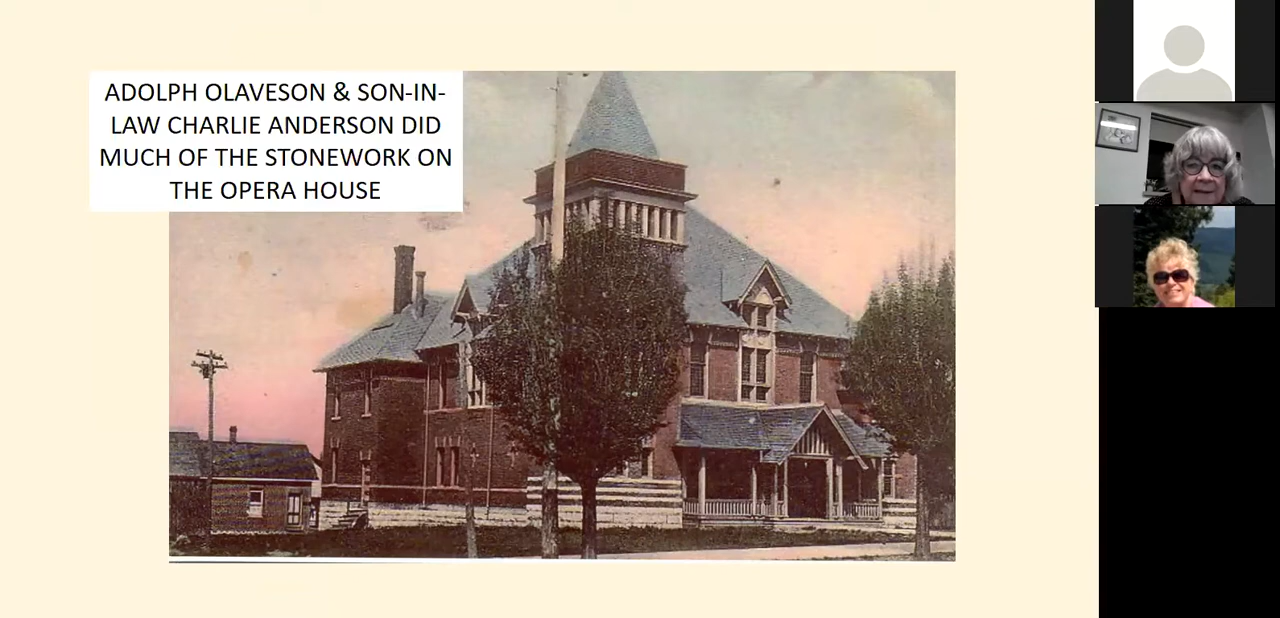 ADOLPH OLAVESON & SON-IN-
LAW CHARLIE ANDERSON DID
MUCH OF THE STONEWORK ON
THE OPERA HOUSE